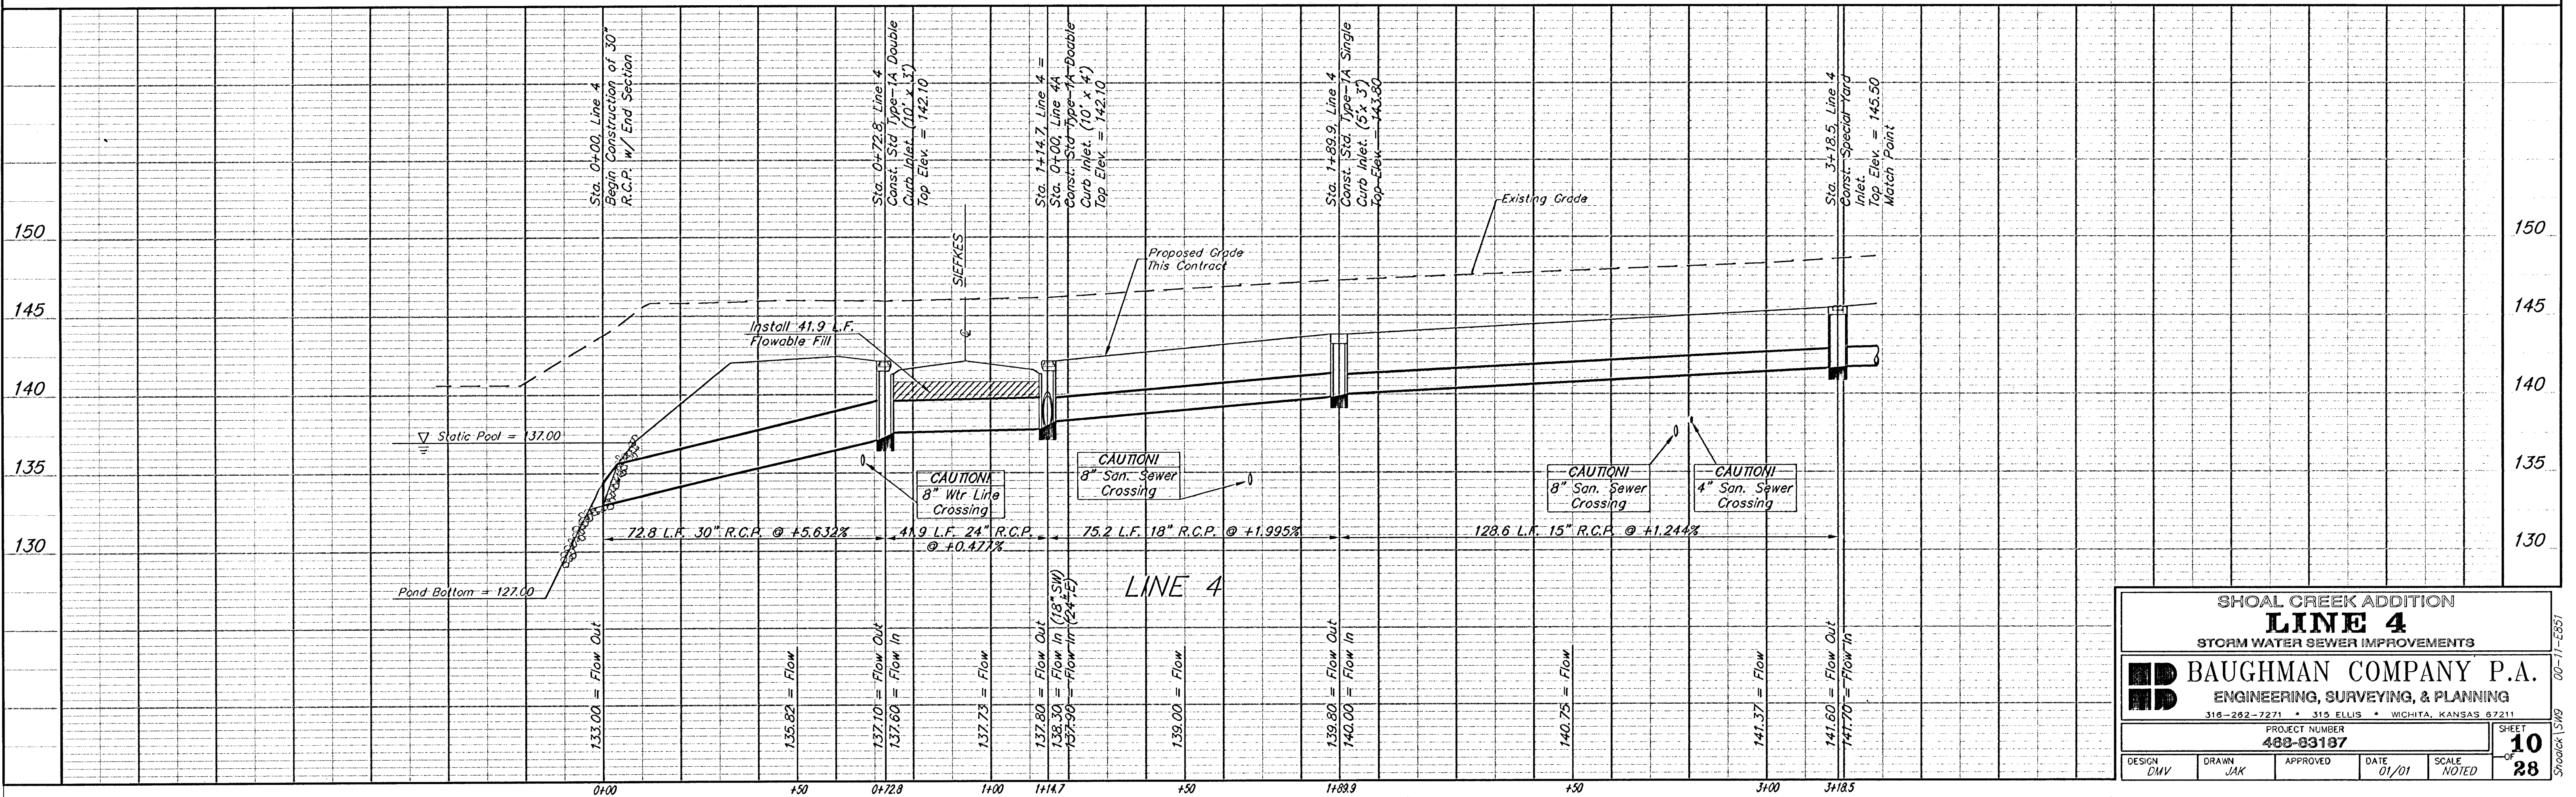 Sta. 0+00, Line 4
Begin Construction of 30"
R.C.P. w/ End Section
Sta. 0+72.8, Line 4
Const. Std Type-1A Double
Curb Inlet. (10' x 3')
Top Elev. = 142.10
Sta. 1+14.7, Line 4 =
Sta. 0+00, Line 4A
Const. Std Type-1A Double
Curb Inlet. (10' x 4')
Top Elev. = 142.10
Sta. 1+89.9, Line 4
Const. Std. Type-1A Single
Curb Inlet. (5'x 3')
Top Elev. = 143.80
Sta. 3+18.5, Line 4
Const. Special Yard
Inlet.
Top Elev. = 145.50
Match Point
150
150
145
145
140
140
135
135
130
130
SIEFKES
Existing Grade
Proposed Grade
This Contract
Install 41.9 L.F.
Flowable Fill
Static Pool = 137.00
CAUTION!
8" Wtr Line
Crossing
CAUTION!
8" San. Sewer
Crossing
CAUTION!
8" San. Sewer
Crossing
CAUTION!
4" San. Sewer
Crossing
72.8 L.F. 30" R.C.P. @ +5.632%
41.9 L.F. 24" R.C.P.
@ +0.477%
75.2 L.F. 18" R.C.P. @ +1.995%
128.6 L.F. 15" R.C.P. @ +1.244%
Pond Bottom = 127.00
LINE 4
133.00 = Flow Out
135.82 = Flow
137.10 = Flow Out
137.60 = Flow In
137.73 = Flow
137.80 = Flow Out
138.30 = Flow In (18" SW)
137.90 = Flow In (24" E)
139.00 = Flow
139.80 = Flow Out
140.00 = Flow In
140.75 = Flow
141.37 = Flow
141.60 = Flow Out
141.70 = Flow In
0+00
+50
0+72.8
1+00
1+14.7
+50
1+89.9
+50
3+00
3+18.5
SHOAL CREEK ADDITION
LINE 4
STORM WATER SEWER IMPROVEMENTS
BAUGHMAN COMPANY P.A.
ENGINEERING, SURVEYING, & PLANNING
316-262-7271 * 315 ELLIS * WICHITA, KANSAS 67211
PROJECT NUMBER
468-83187
SHEET
10
OF
28
DESIGN
DMV
DRAWN
JAK
APPROVED
DATE
01/01
SCALE
NOTED
00-11-E851